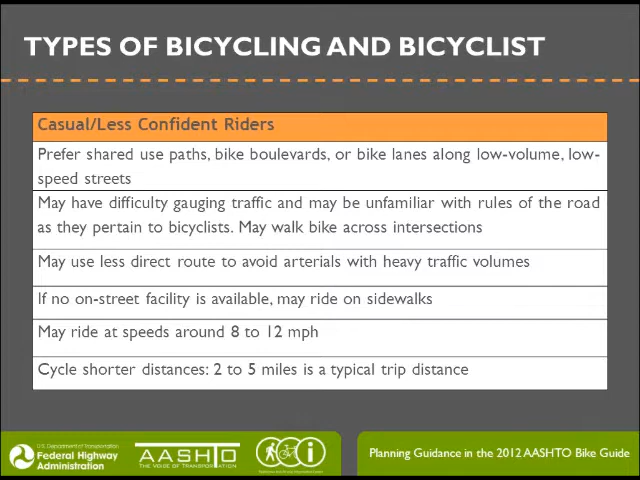 TYPES OF BICYCLING AND BICYCLIST
Casual/Less Confident Riders
Prefer shared use paths, bike boulevards, or bike lanes along low-volume, low-
speed streets
May have difficulty gauging traffic and may be unfamiliar with rules of the road
as they pertain to bicyclists. May walk bike across intersections
May use less direct route to avoid arterials with heavy traffic volumes
If no on-street facility is available, may ride on sidewalks
May ride at speeds around 8 to 12 mph
Cycle shorter distances: 2 to 5 miles is a typical trip distance
U.S. Department of Transportation
Federal Highway
Administration
AASHTO
THE VOICE OF TRANSPORTATION
Planning Guidance in the 2012 AASHTO Bike Guide